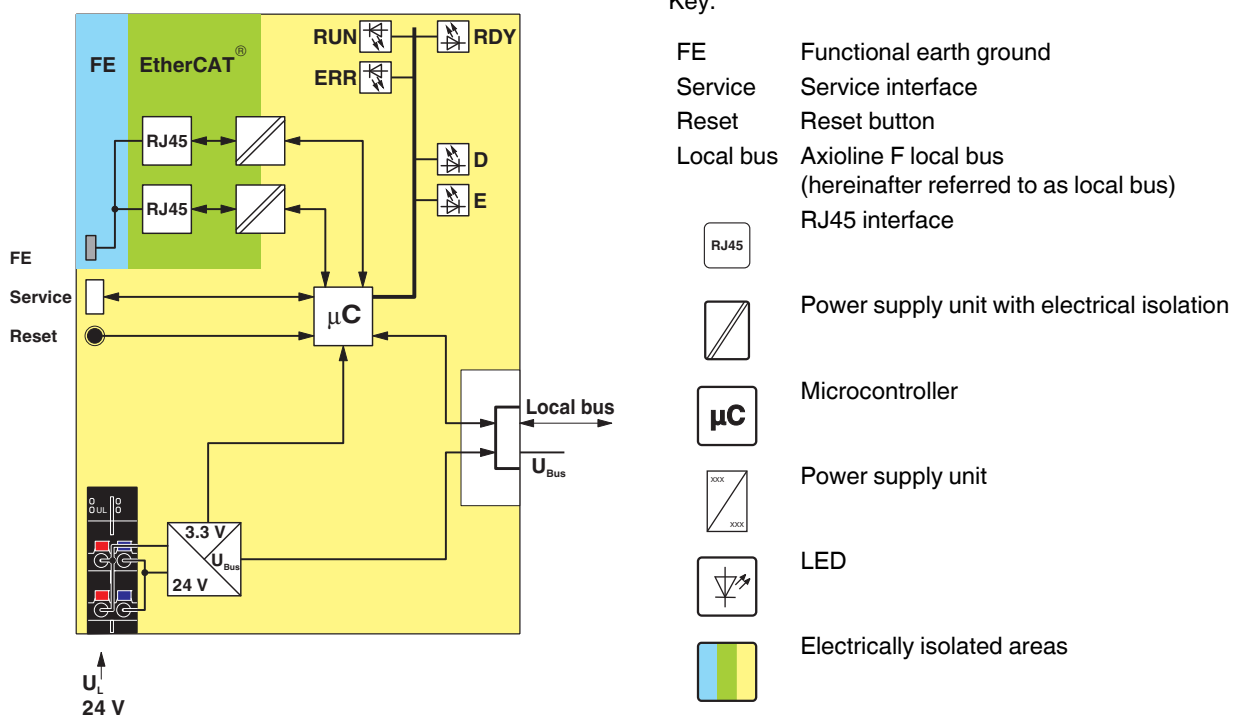 RUN RDY
FE EtherCAT®
ERR
RJ45
D
RJ45
E
FE
Service
µC
Reset
Local bus
U Bus
UL
3.3 V
U Bus
24 V
UL
24 V
Key:
FE Functional earth ground
Service Service interface
Reset Reset button
Local bus Axioline F local bus
(hereinafter referred to as local bus)
RJ45 RJ45 interface
Power supply unit with electrical isolation
µC Microcontroller
xxx Power supply unit
xxx
LED
Electrically isolated areas